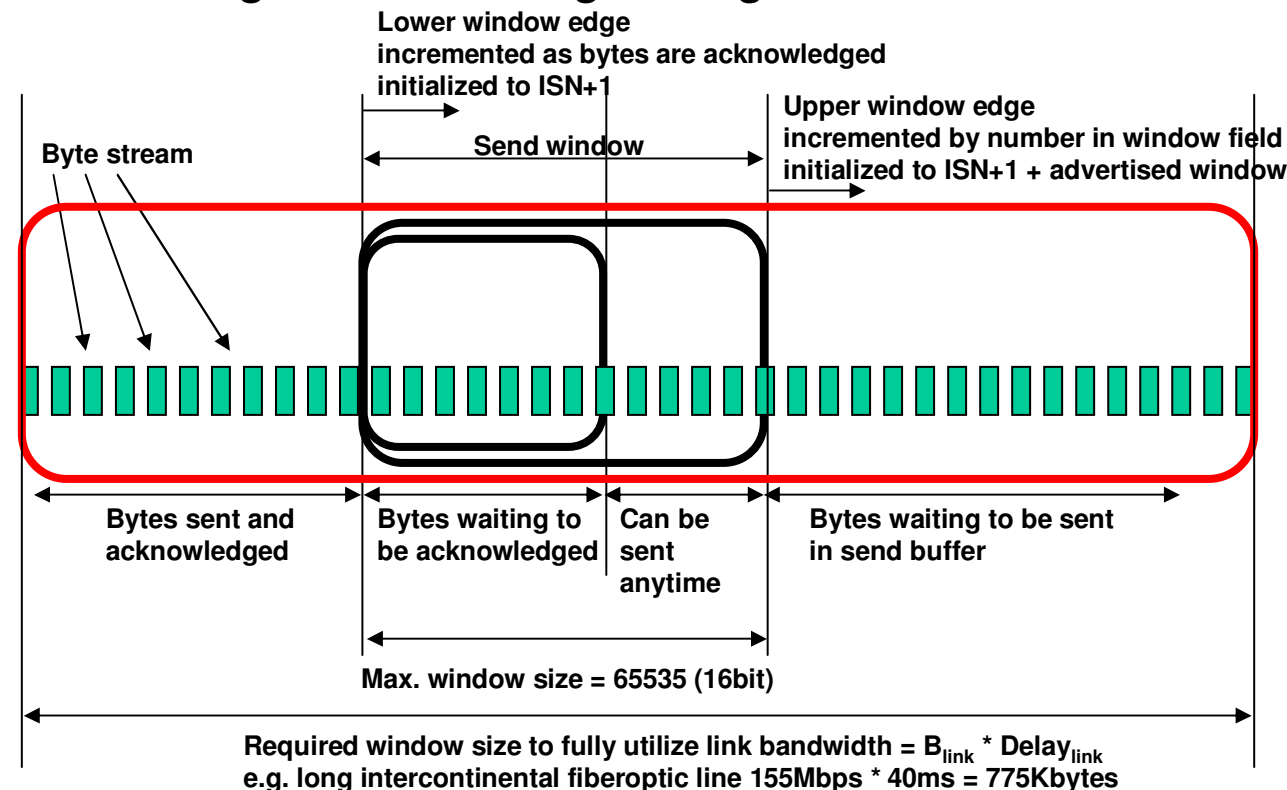 Lower window edge
incremented as bytes are acknowledged
initialized to ISN+1
Upper window edge
incremented by number in window field
initialized to ISN+1 + advertised window
Send window
Byte stream
Bytes sent and
acknowledged
Bytes waiting to
be acknowledged
Can be
sent
anytime
Bytes waiting to be sent
in send buffer
Max. window size = 65535 (16bit)
Required window size to fully utilize link bandwidth = Blink * Delaylink
e.g. long intercontinental fiberoptic line 155Mbps * 40ms = 775Kbytes